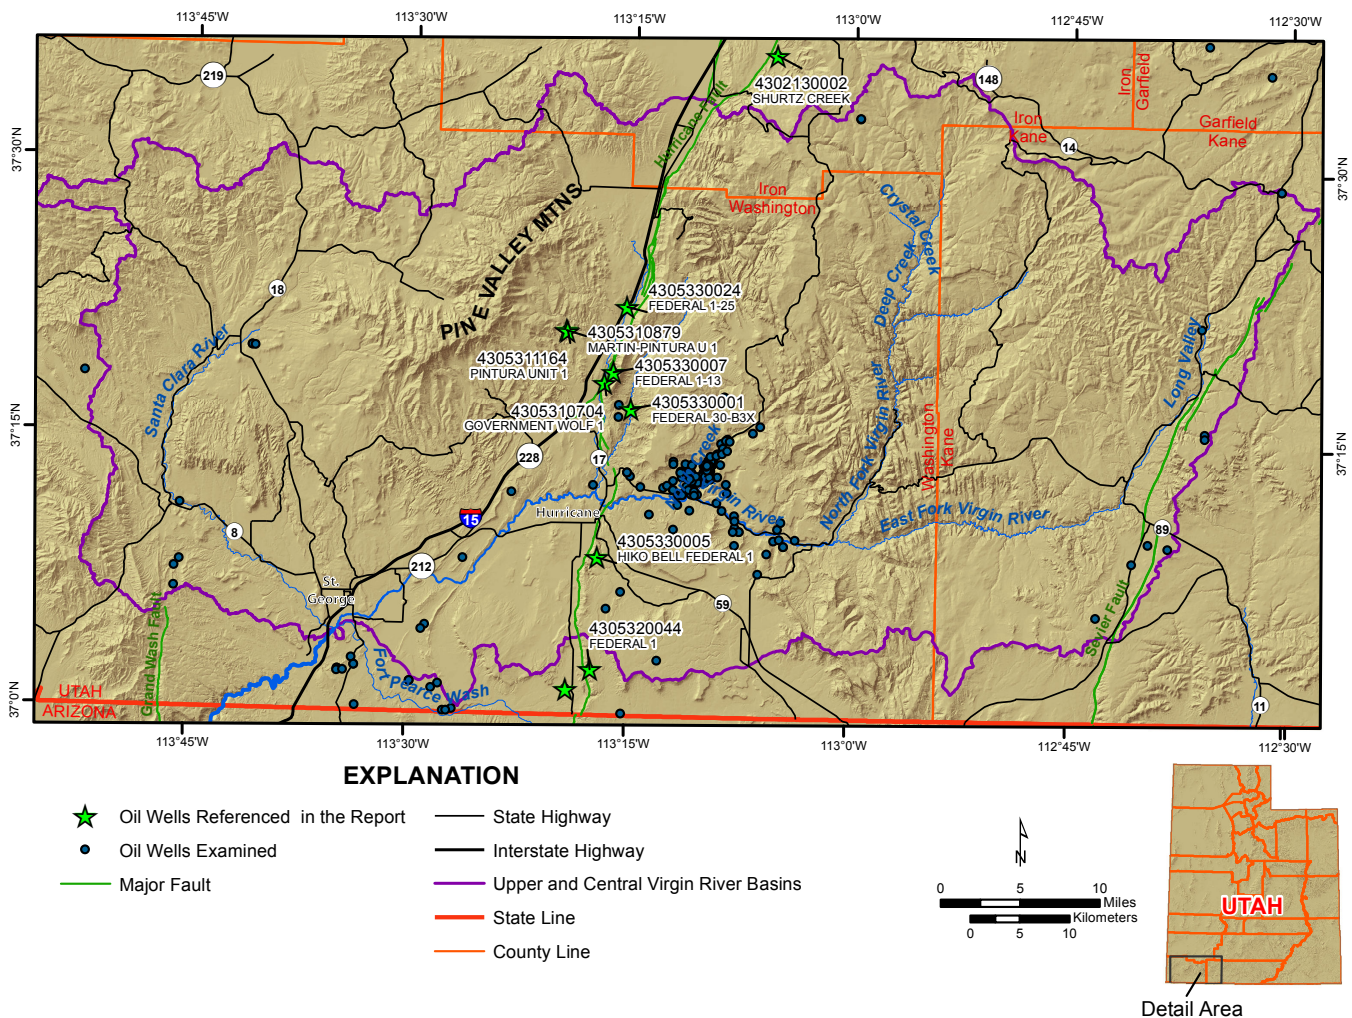 113°45'W
113°30'W
113°15'W
113°0'W
112°45'W
112°30'W
219
148
4302130002
SHURTZ CREEK
Iron
Garfield
Hurricane Fault
Iron
Kane
Garfield
Kane
14
37°30'N
37°30'N
Iron
Washington
PINE VALLEY MTNS
Crystal Creek
Deep Creek
18
4305330024
FEDERAL 1-25
4305310879
MARTIN-PINTURA U 1
4305311164
PINTURA UNIT 1
4305330007
FEDERAL 1-13
4305330001
FEDERAL 30-B3X
4305310704
GOVERNMENT WOLF 1
Santa Clara River
Long Valley
37°15'N
37°15'N
Washington
Kane
228
17
Creek
North Fork Virgin River
Virgin River
East Fork Virgin River
15
Hurricane
8
89
4305330005
HIKO BELL FEDERAL 1
212
St.
George
59
4305320044
FEDERAL 1
Grand Wash Fault
Sevier Fault
Fort Pearce Wash
UTAH
ARIZONA
37°0'N
37°0'N
11
113°45'W
113°30'W
113°15'W
113°0'W
112°45'W
112°30'W
EXPLANATION
Oil Wells Referenced in the Report
Oil Wells Examined
Major Fault
State Highway
Interstate Highway
Upper and Central Virgin River Basins
State Line
County Line
N
0 5 10
Miles
Kilometers
0 5 10
UTAH
Detail Area